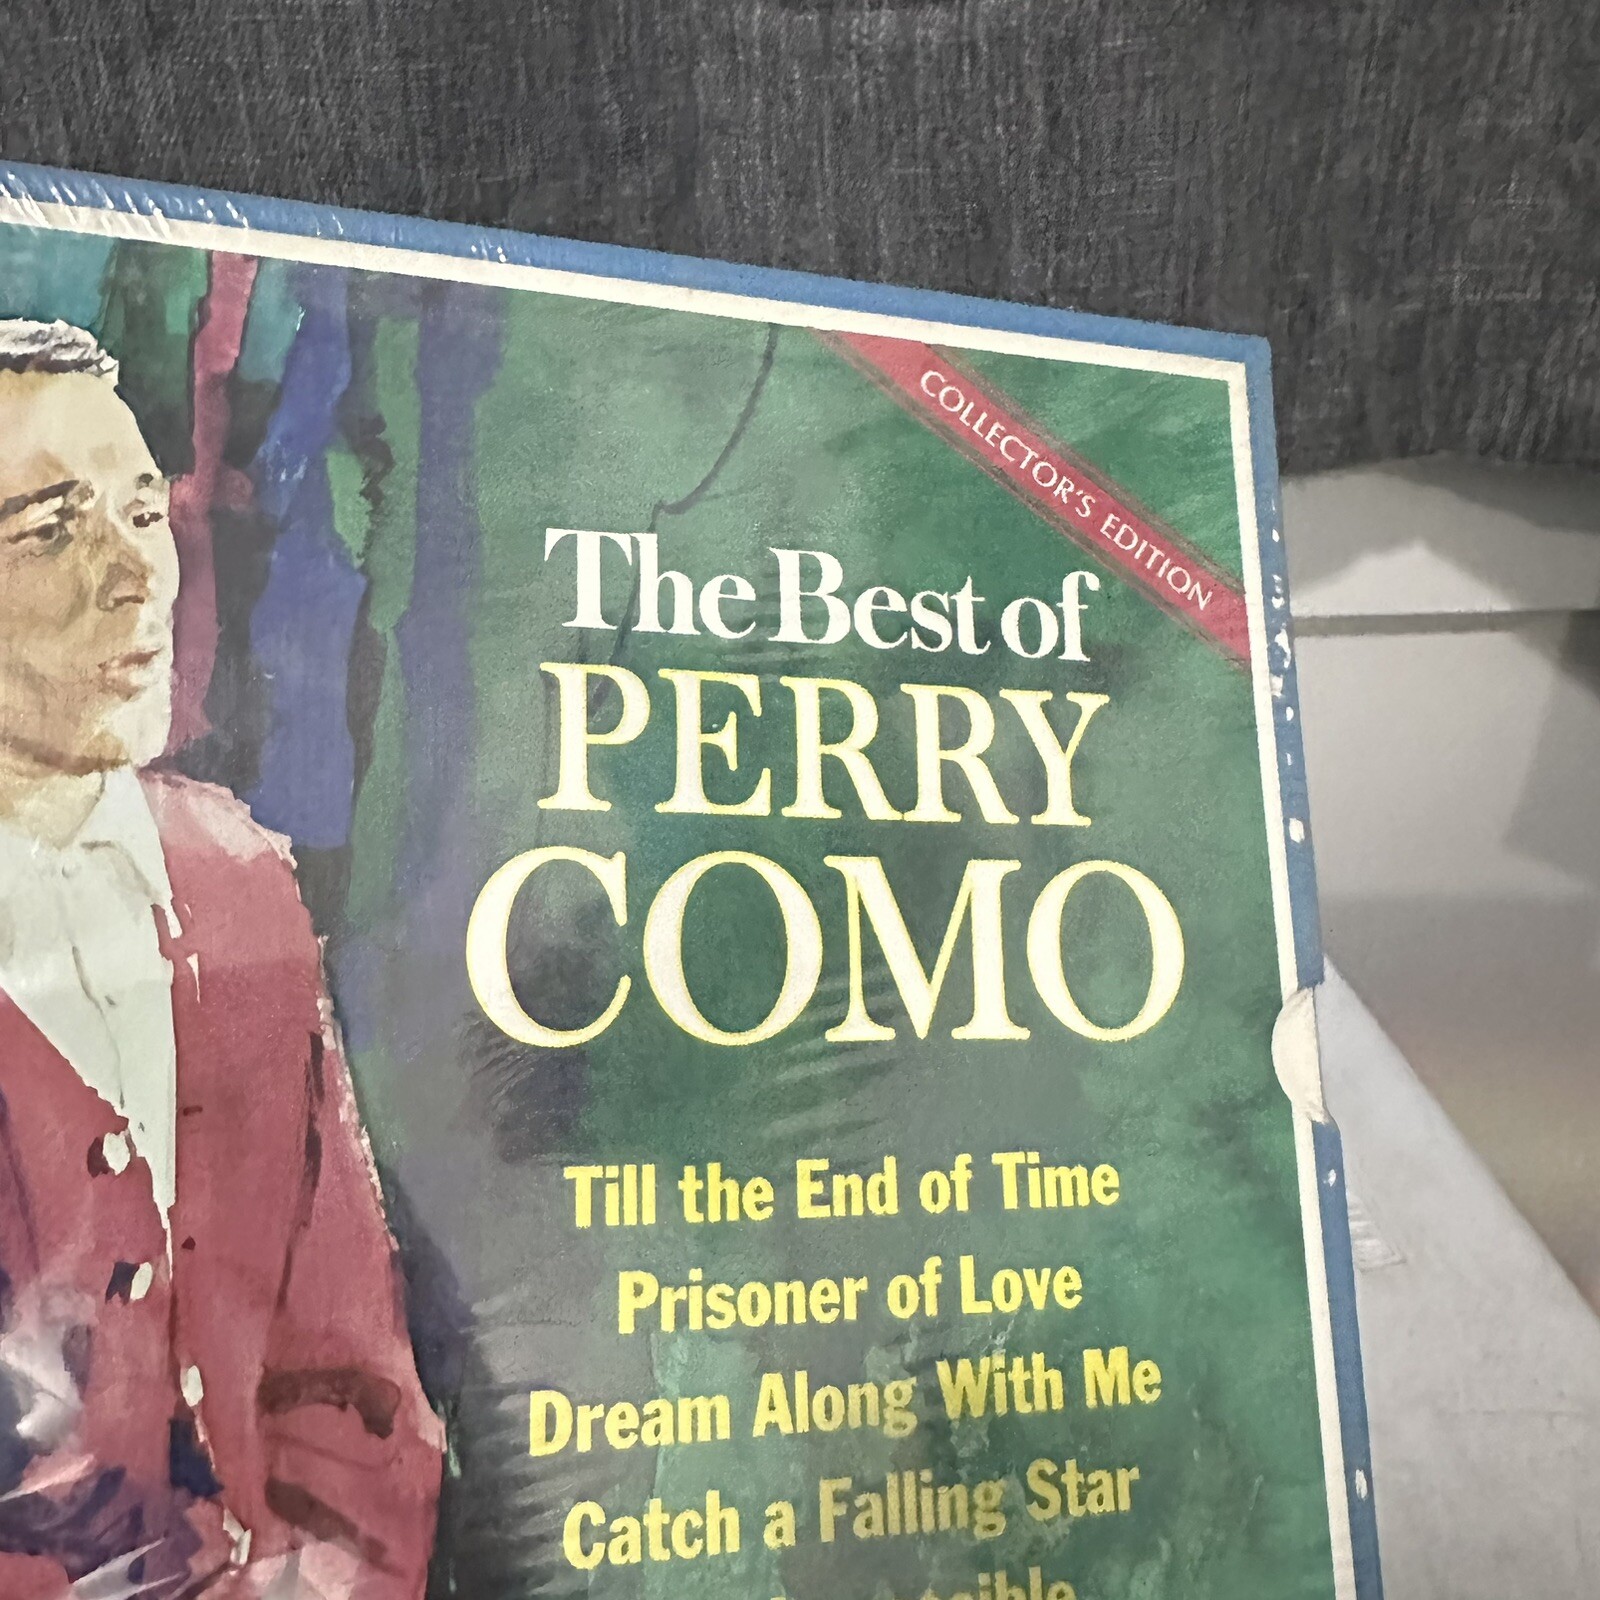 COLLECTOR'S EDITION
The Best of
PERRY
COMO
Till the End of Time
Prisoner of Love
Dream Along With Me
Catch a Falling Star